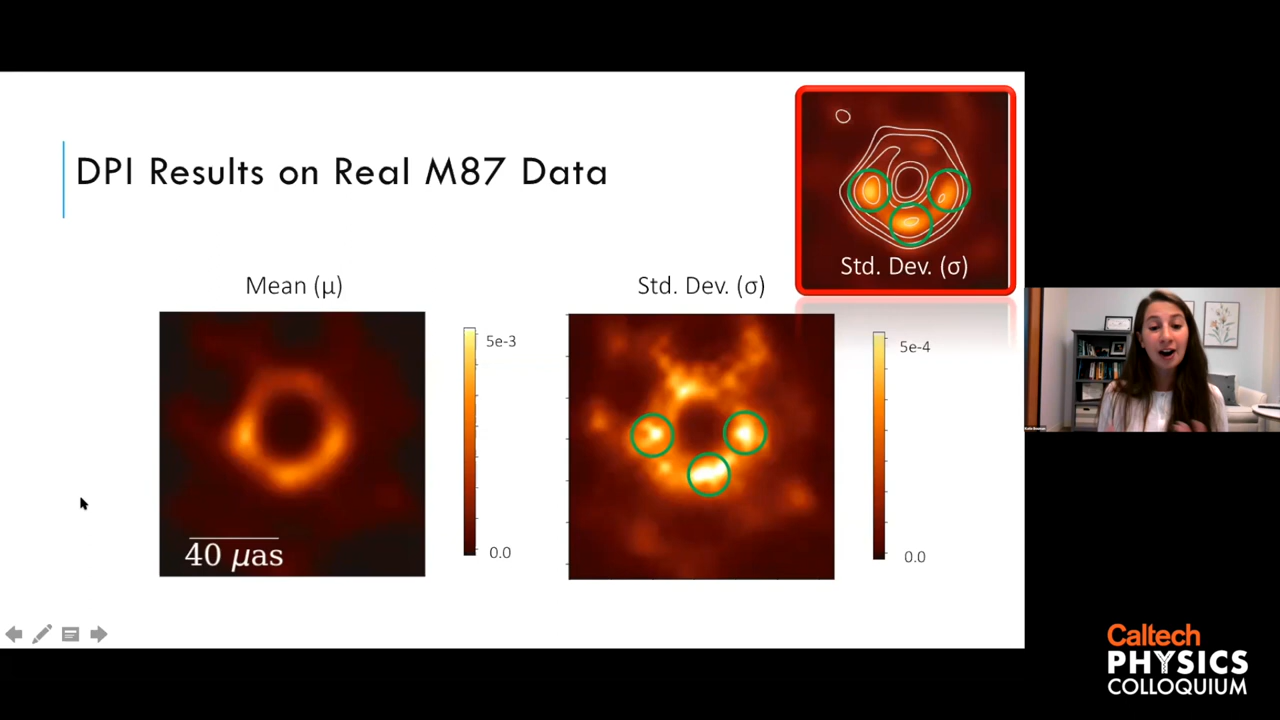 DPI Results on Real M87 Data
Std. Dev. (σ)
Mean (μ)
Std. Dev. (σ)
5e-3
5e-4
40 μas
0.0
0.0
Caltech
PHYSICS
COLLOQUIUM